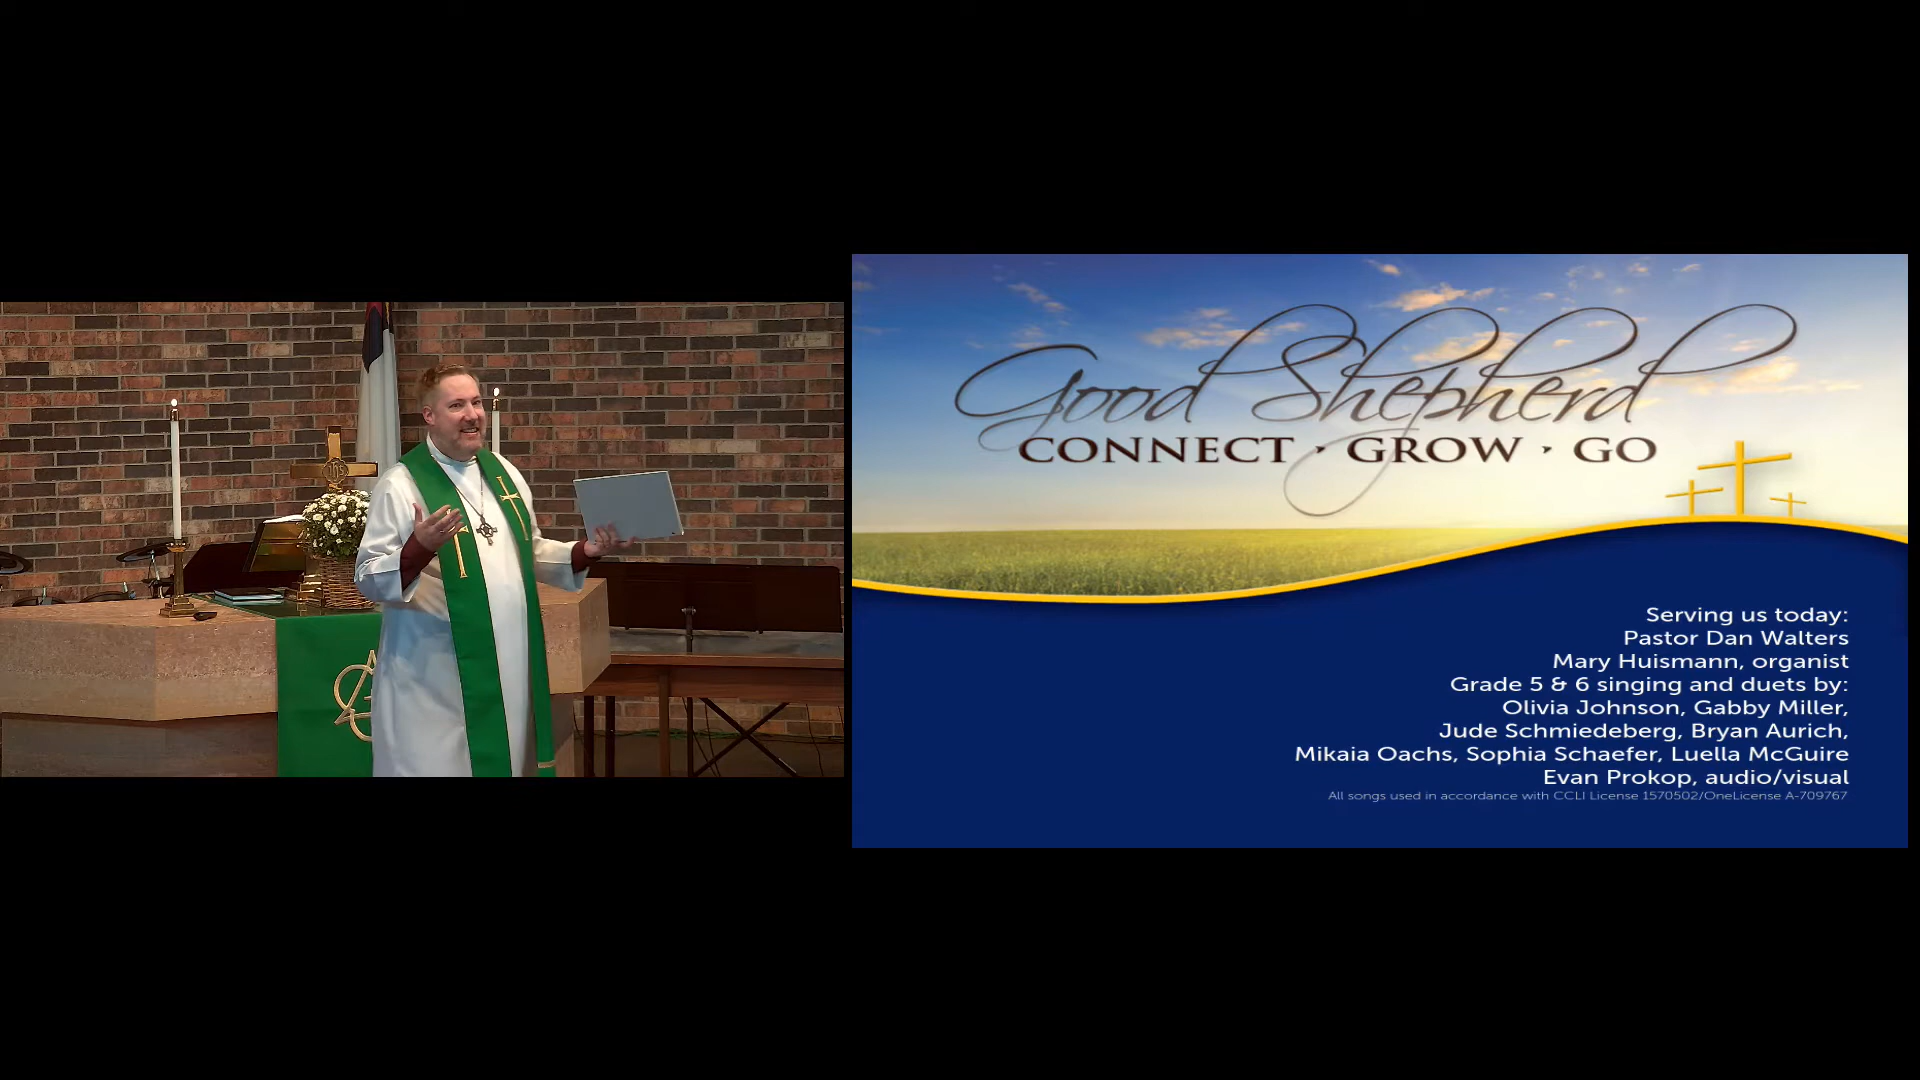 Good Shepherd
CONNECT · GROW · GO
Serving us today:
Pastor Dan Walters
Mary Huismann, organist
Grade 5 & 6 singing and duets by:
Olivia Johnson, Gabby Miller,
Jude Schmiedeberg, Bryan Aurich,
Mikaia Oachs, Sophia Schaefer, Luella McGuire
Evan Prokop, audio/visual
All songs used in accordance with CCLI License 1570502/OneLicense A-709767
IHS